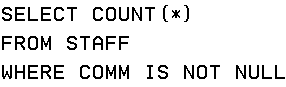 SELECT COUNT(*)
FROM STAFF
WHERE COMM IS NOT NULL